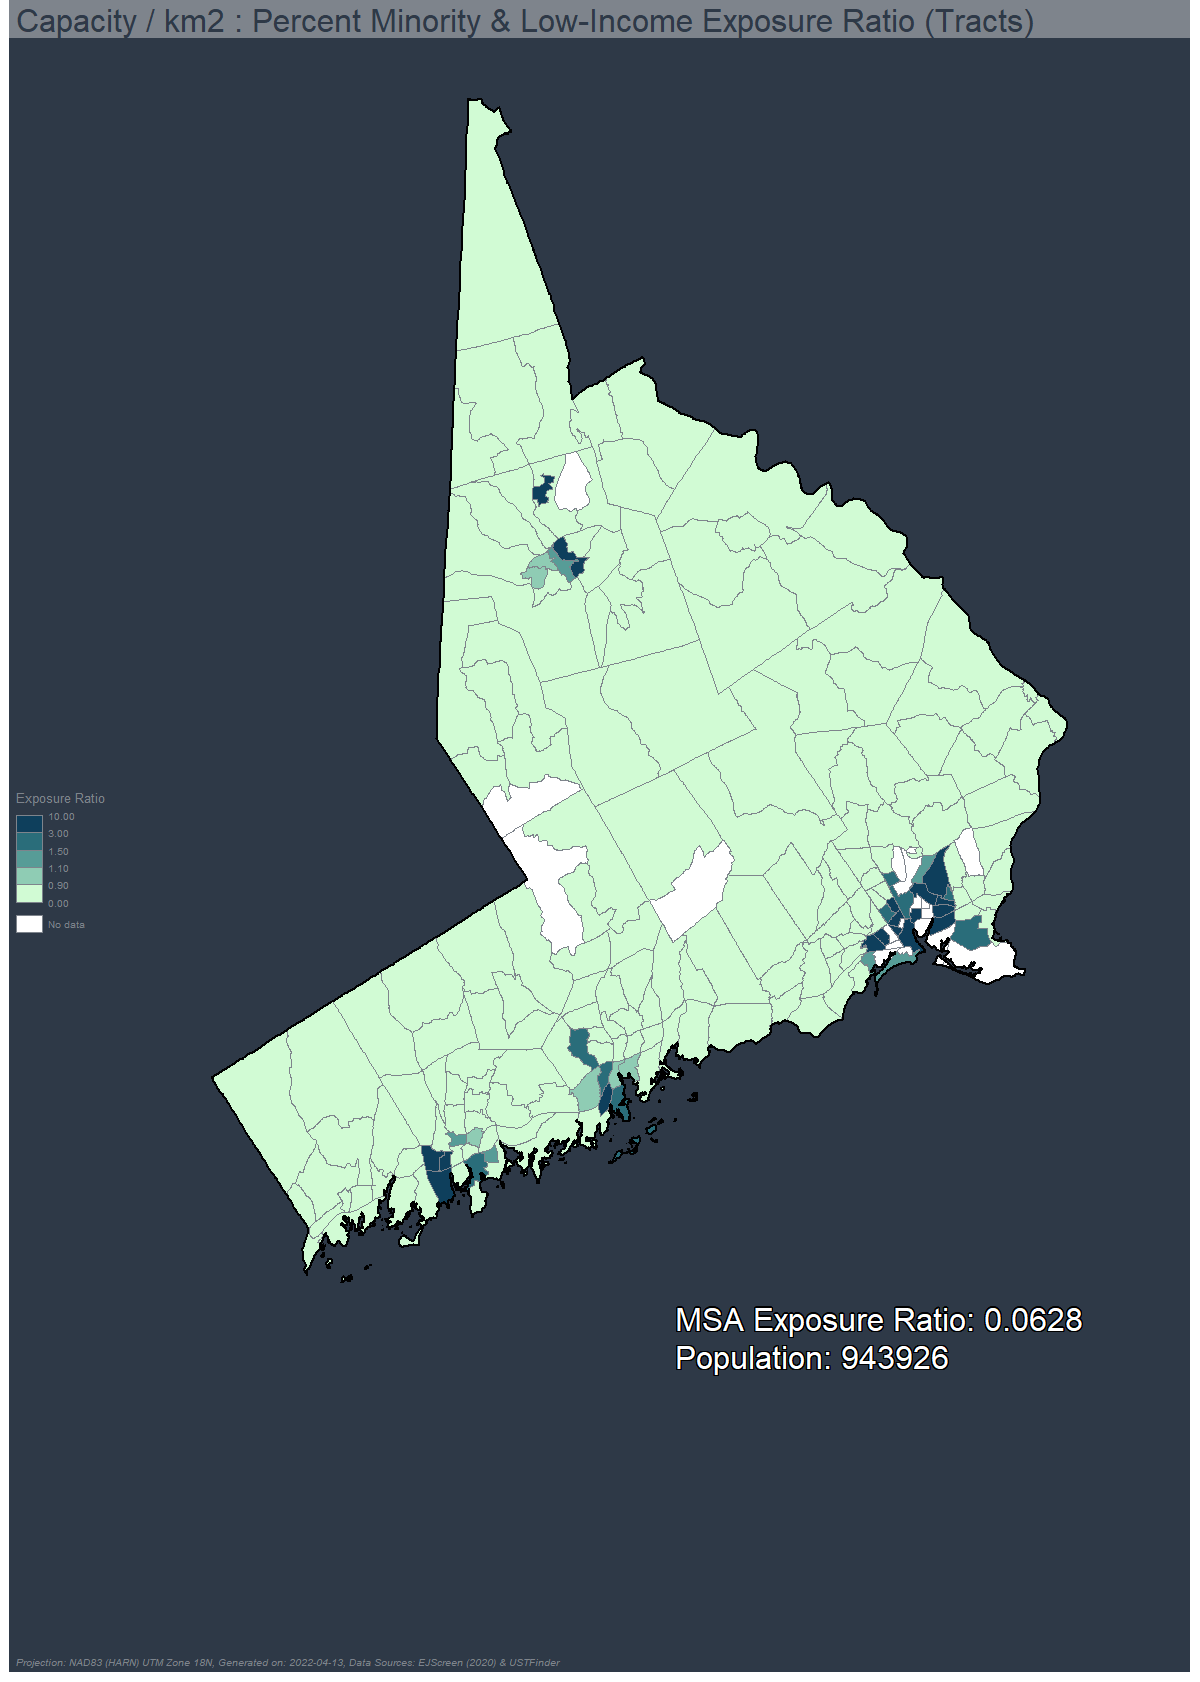 Capacity / km2 : Percent Minority & Low-Income Exposure Ratio (Tracts)
Exposure Ratio
10.00
3.00
1.50
1.10
0.90
0.00
No data
MSA Exposure Ratio: 0.0628
Population: 943926
Projection: NAD83 (HARN) UTM Zone 18N, Generated on: 2022-04-13, Data Sources: EJScreen (2020) & USTFinder